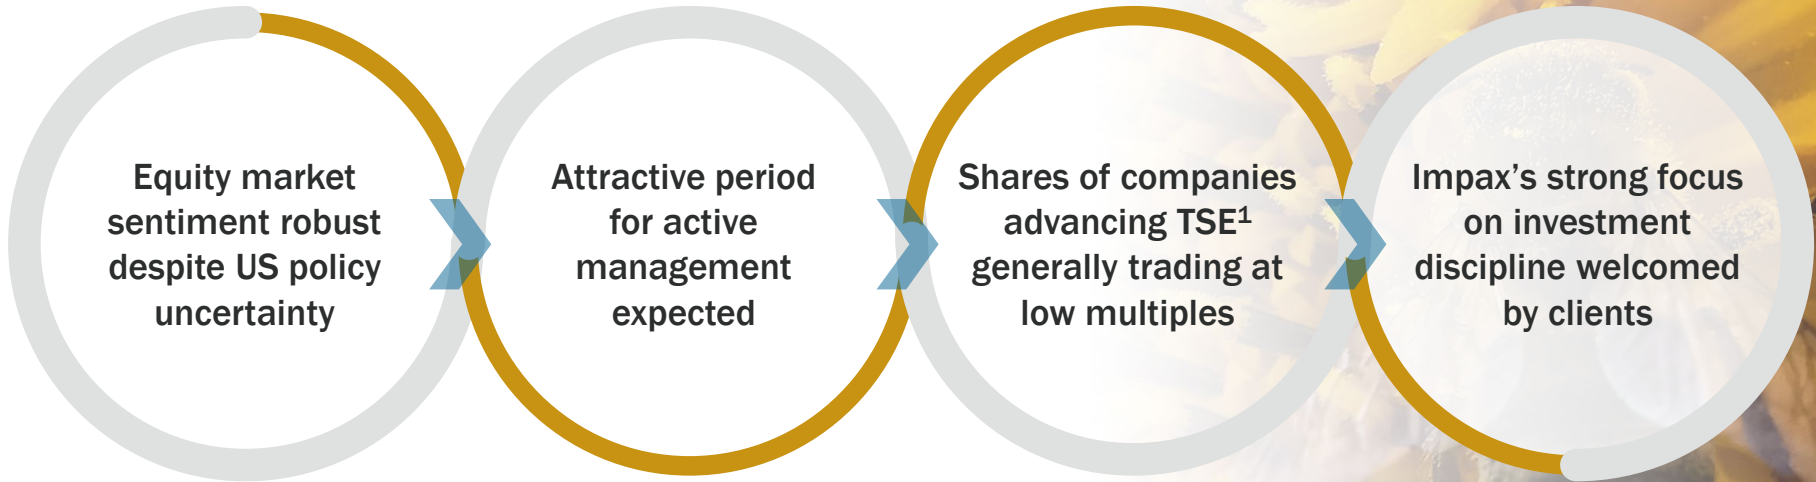 Equity market
sentiment robust
despite US policy
uncertainty
Attractive period
for active
management
expected
Shares of companies
advancing TSE¹
generally trading at
low multiples
Impax’s strong focus
on investment
discipline welcomed
by clients